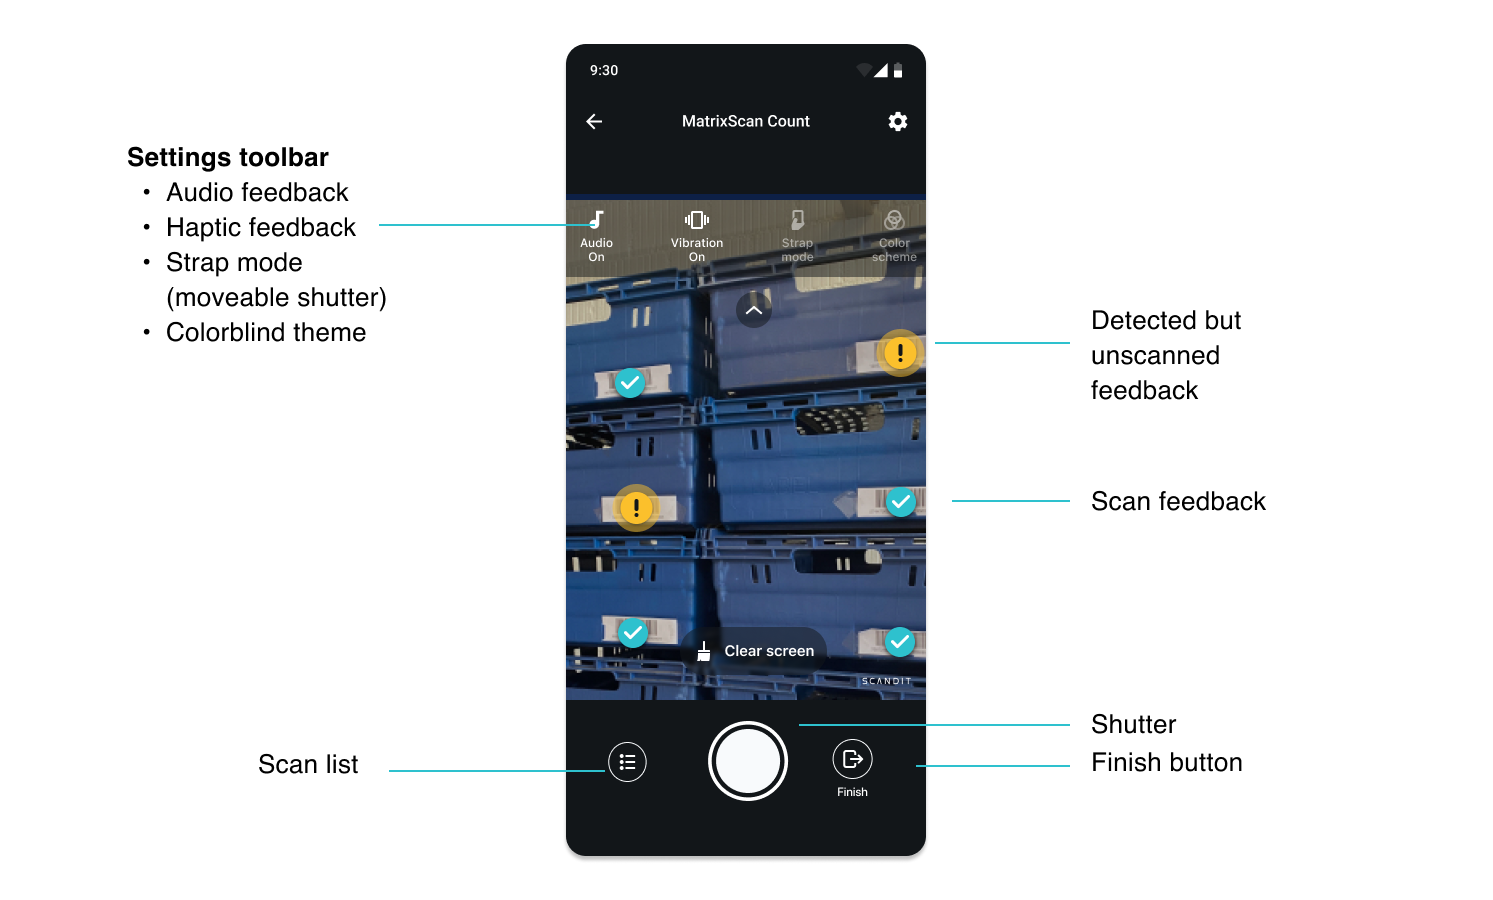 9:30
MatrixScan Count
Settings toolbar
• Audio feedback
• Haptic feedback
• Strap mode
(moveable shutter)
• Colorblind theme
Audio
On
Vibration
On
Strap
mode
Color
scheme
Detected but
unscanned
feedback
Scan feedback
Clear screen
SCANDIT
Shutter
Finish button
Scan list
Finish